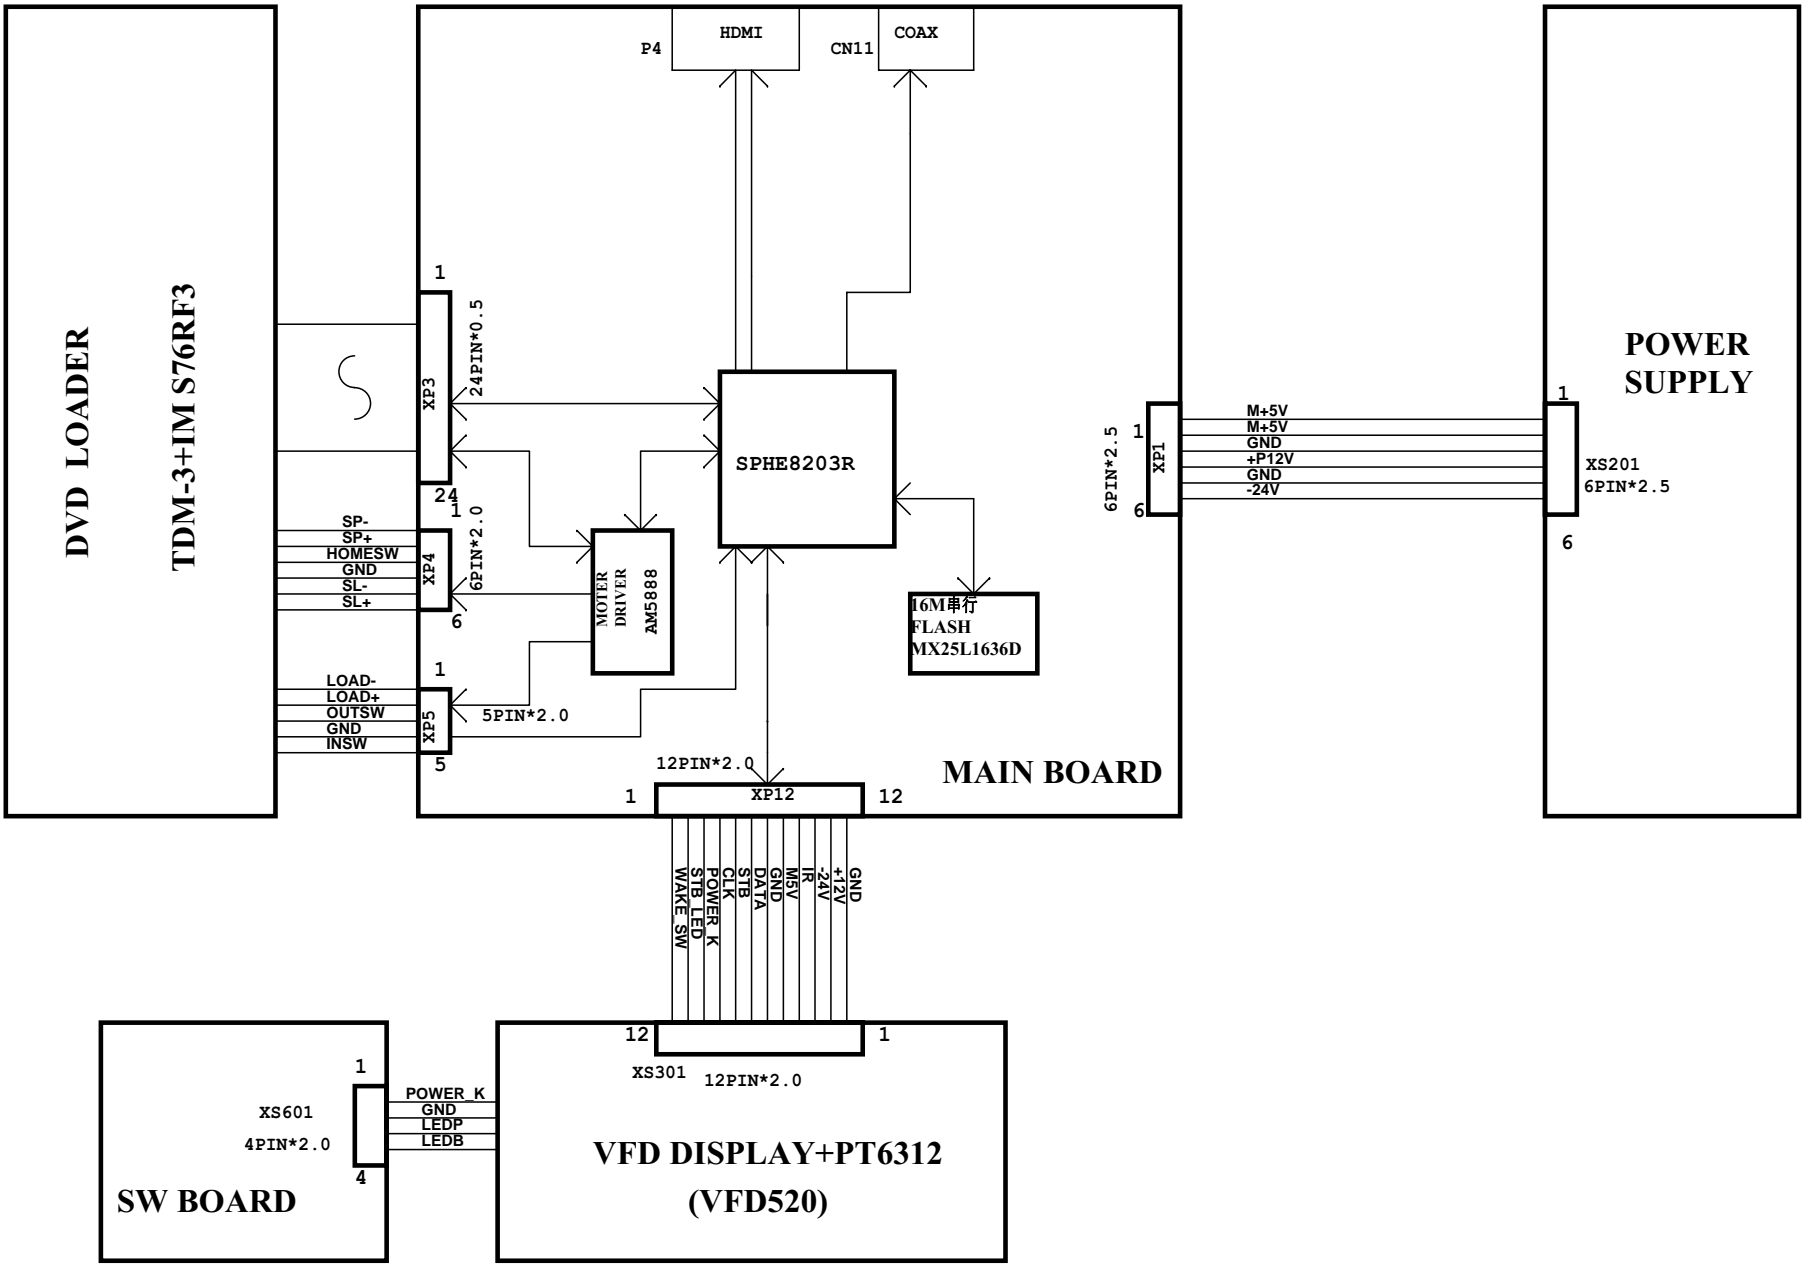 HDMI
P4
COAX
CN11
DVD LOADER
TDM-3+IM S76RF3
1
XP3
24PIN*0.5
24
SPHE8203R
16M串行
FLASH
MX25L1636D
MOTER
DRIVER
AM5888
SP-
SP+
HOMESW
GND
SL-
SL+
1
XP4
6PIN*2.0
6
LOAD-
LOAD+
OUTSW
GND
INSW
1
XP5
5PIN*2.0
5
6PIN*2.5
1
XP1
6
M+5V
M+5V
GND
+P12V
GND
-24V
1
XS201
6PIN*2.5
6
POWER
SUPPLY
MAIN BOARD
12PIN*2.0
1
XP12
12
WAKE_SW
STB_LED
POWER_K
CLK
STB
DATA
GND
M5V
IR
-24V
+12V
GND
12
1
XS301
12PIN*2.0
VFD DISPLAY+PT6312
(VFD520)
1
XS601
4PIN*2.0
4
POWER_K
GND
LEDP
LEDB
SW BOARD